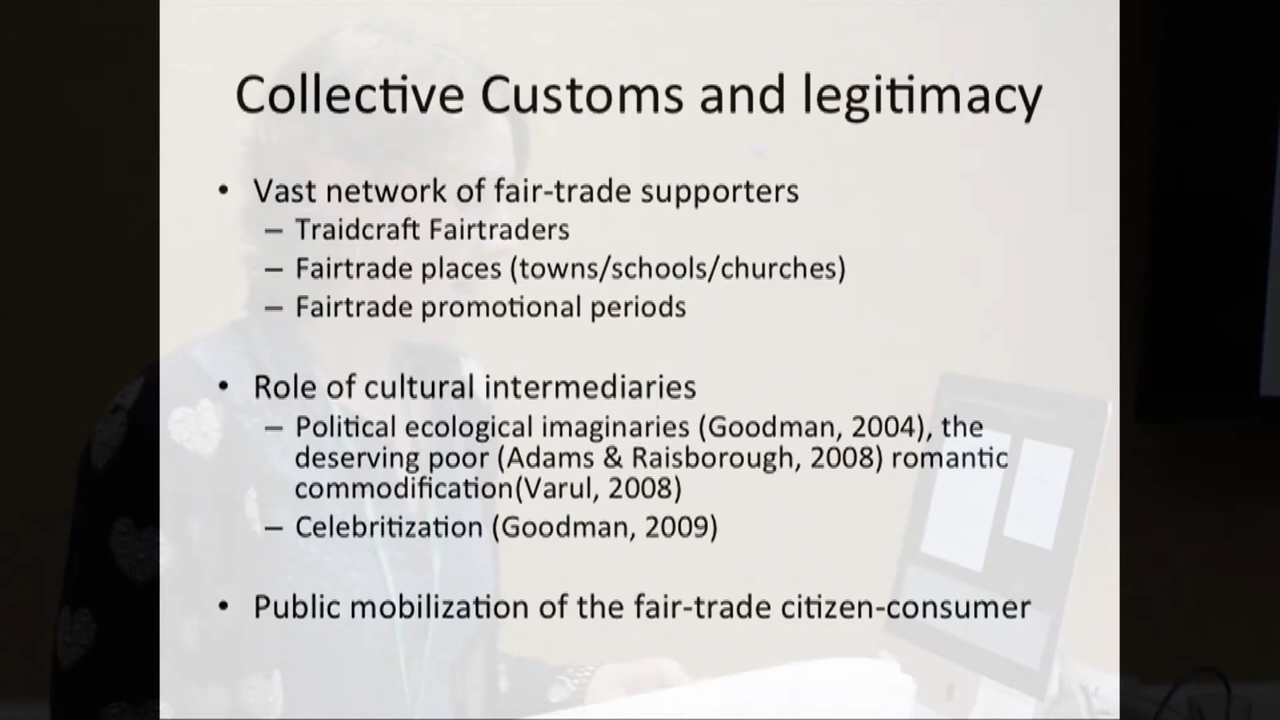 Collective Customs and legitimacy
• Vast network of fair-trade supporters
– Traidcraft Fairtraders
– Fairtrade places (towns/schools/churches)
– Fairtrade promotional periods
• Role of cultural intermediaries
– Political ecological imaginaries (Goodman, 2004), the
deserving poor (Adams & Raisborough, 2008) romantic
commodification(Varul, 2008)
– Celebritization (Goodman, 2009)
• Public mobilization of the fair-trade citizen-consumer